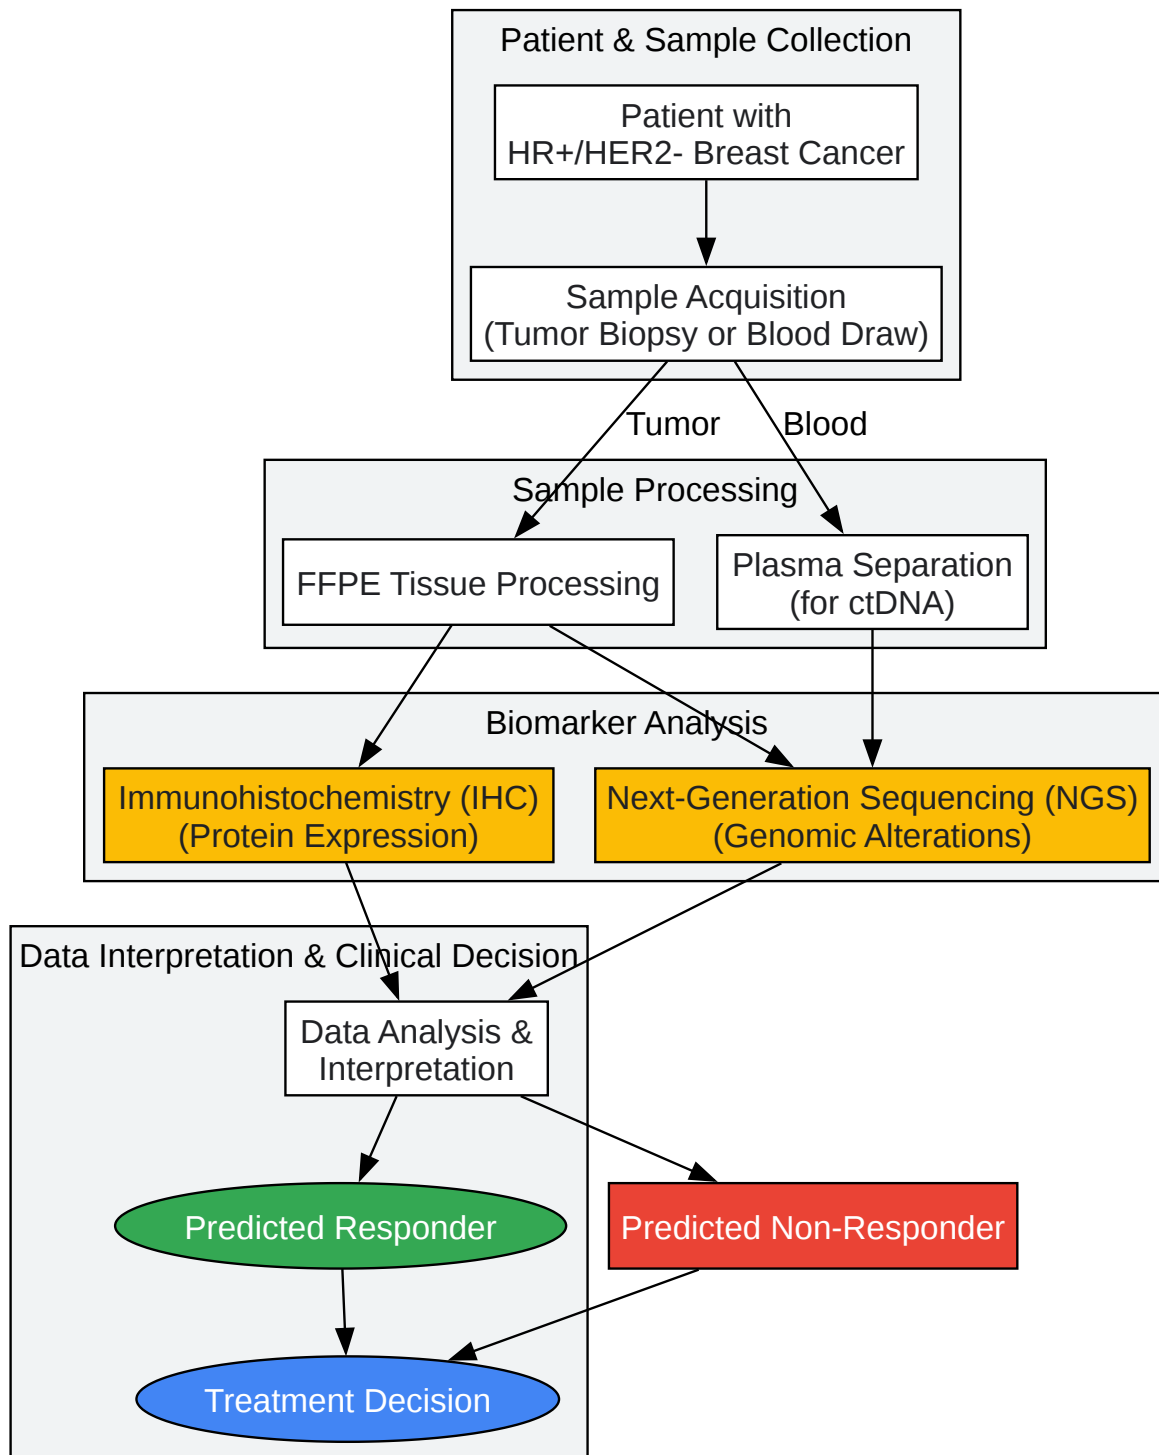 Patient & Sample Collection
Patient with
HR+/HER2- Breast Cancer
Sample Acquisition
(Tumor Biopsy or Blood Draw)
Tumor
Blood
Sample Processing
FFPE Tissue Processing
Plasma Separation
(for ctDNA)
Biomarker Analysis
Immunohistochemistry (IHC)
(Protein Expression)
Next-Generation Sequencing (NGS)
(Genomic Alterations)
Data Interpretation & Clinical Decision
Data Analysis &
Interpretation
Predicted Responder
Predicted Non-Responder
Treatment Decision